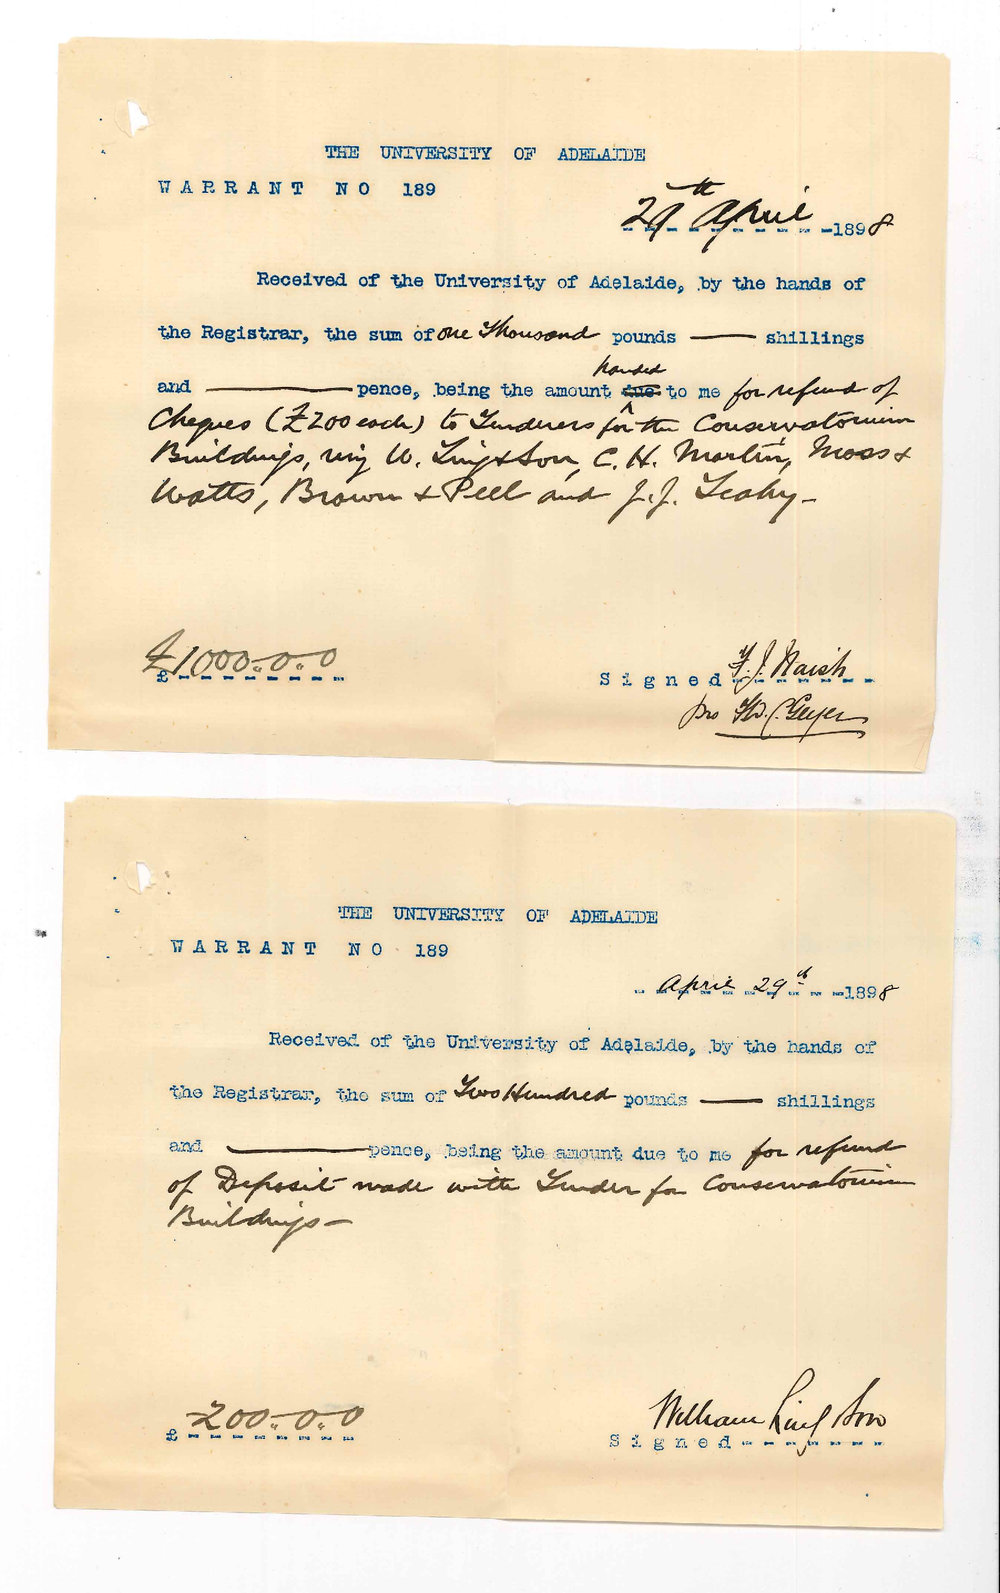 THE UNIVERSITY OF ADELAIDE
WARRANT NO 189
29th April 1898
Received of the University of Adelaide, by the hands of
the Registrar, the sum of one Thousand pounds — shillings
handed
and — pence, being the amount due to me for refund of
Cheques (£200 each) to Tenderers for the Conservatorium
Buildings, viz W. Ling & Son, C. H. Martin, Moss &
Watts, Brown & Peel and J. J. Leahy -
£1000-0-0
£
Signed F. J. Naish
pro C. Geyer
THE UNIVERSITY OF ADELAIDE
WARRANT NO 189
April 29th 1898
Received of the University of Adelaide, by the hands of
the Registrar, the sum of Two Hundred pounds — shillings
and — pence, being the amount due to me for refund
of Deposit made with Tender for Conservatorium
Buildings -
200-0-0
£
William Ling Son
Signed